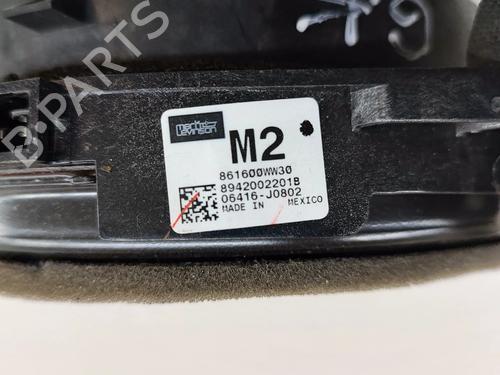 Mark
Levinson
M2
861600WW30
8942002201B
06416-J0802
MADE IN MEXICO
B-PARTS